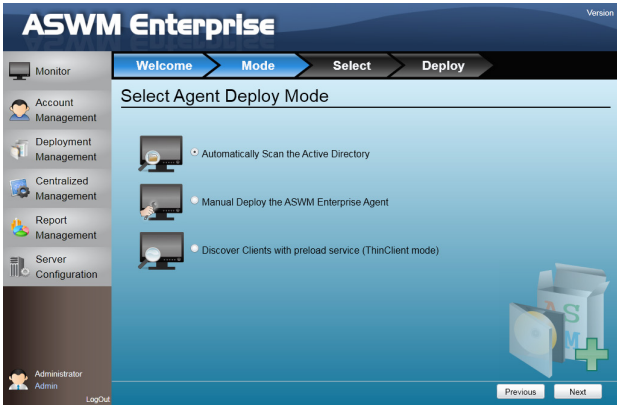 ASWM Enterprise
Version
Monitor
Account
Management
Deployment
Management
Centralized
Management
Report
Management
Server
Configuration
Administrator
Admin
LogOut
Welcome
Mode
Select
Deploy
Select Agent Deploy Mode
Automatically Scan the Active Directory
Manual Deploy the ASWM Enterprise Agent
Discover Clients with preload service (ThinClient mode)
A S
W M
Previous
Next